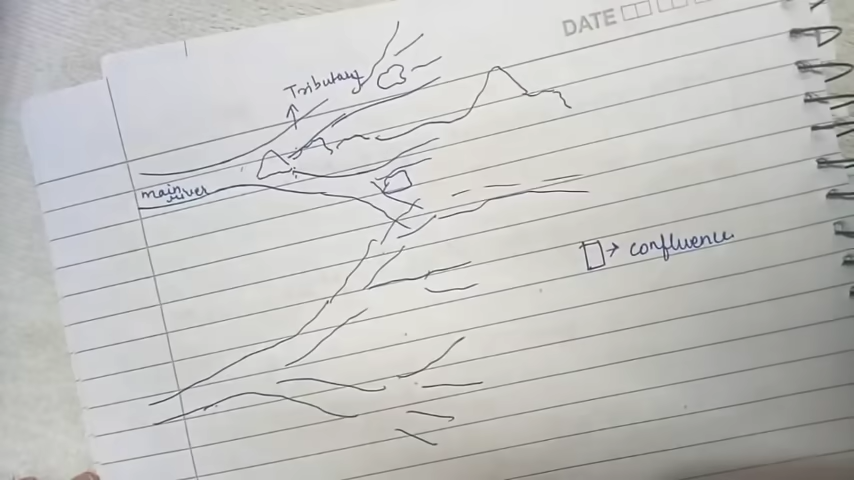 DATE
Tributary
main
river
→ confluence